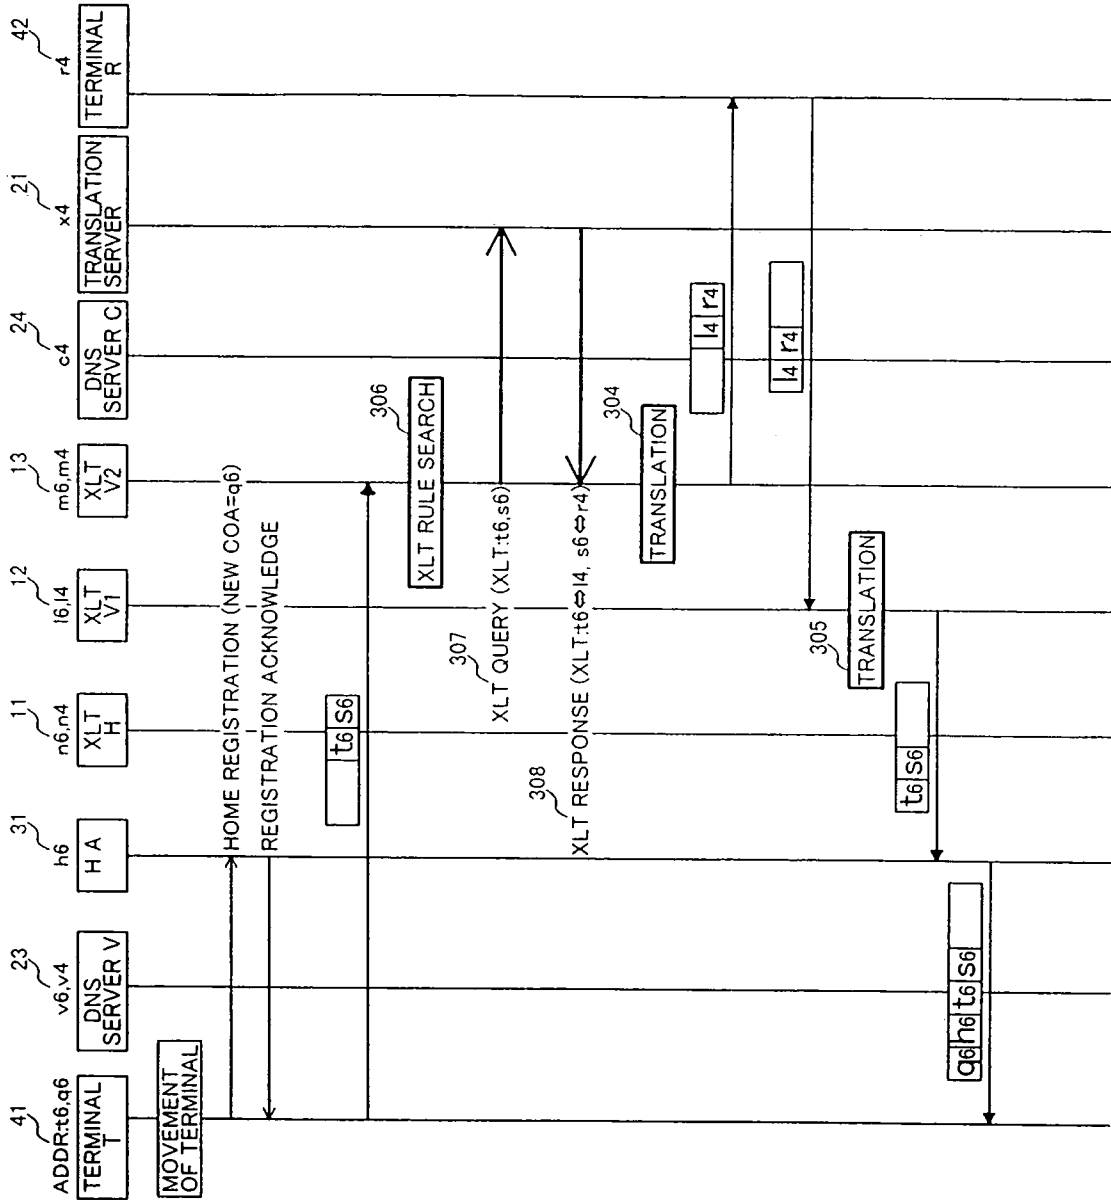 41
ADDR:t6,q6
TERMINAL
T
23
v6,v4
DNS
SERVER V
31
h6
H A
11
n6,n4
XLT
H
12
l6,l4
XLT
V1
13
m6,m4
XLT
V2
24
c4
DNS
SERVER C
21
x4
TRANSLATION
SERVER
42
r4
TERMINAL
R
MOVEMENT
OF TERMINAL
HOME REGISTRATION (NEW COA=q6)
REGISTRATION ACKNOWLEDGE
t6 s6
306
XLT RULE SEARCH
307
XLT QUERY (XLT:t6,s6)
308
XLT RESPONSE (XLT:t6⇔l4, s6⇔r4)
304
TRANSLATION
l4 r4
l4 r4
305
TRANSLATION
t6 s6
q6 h6 t6 s6